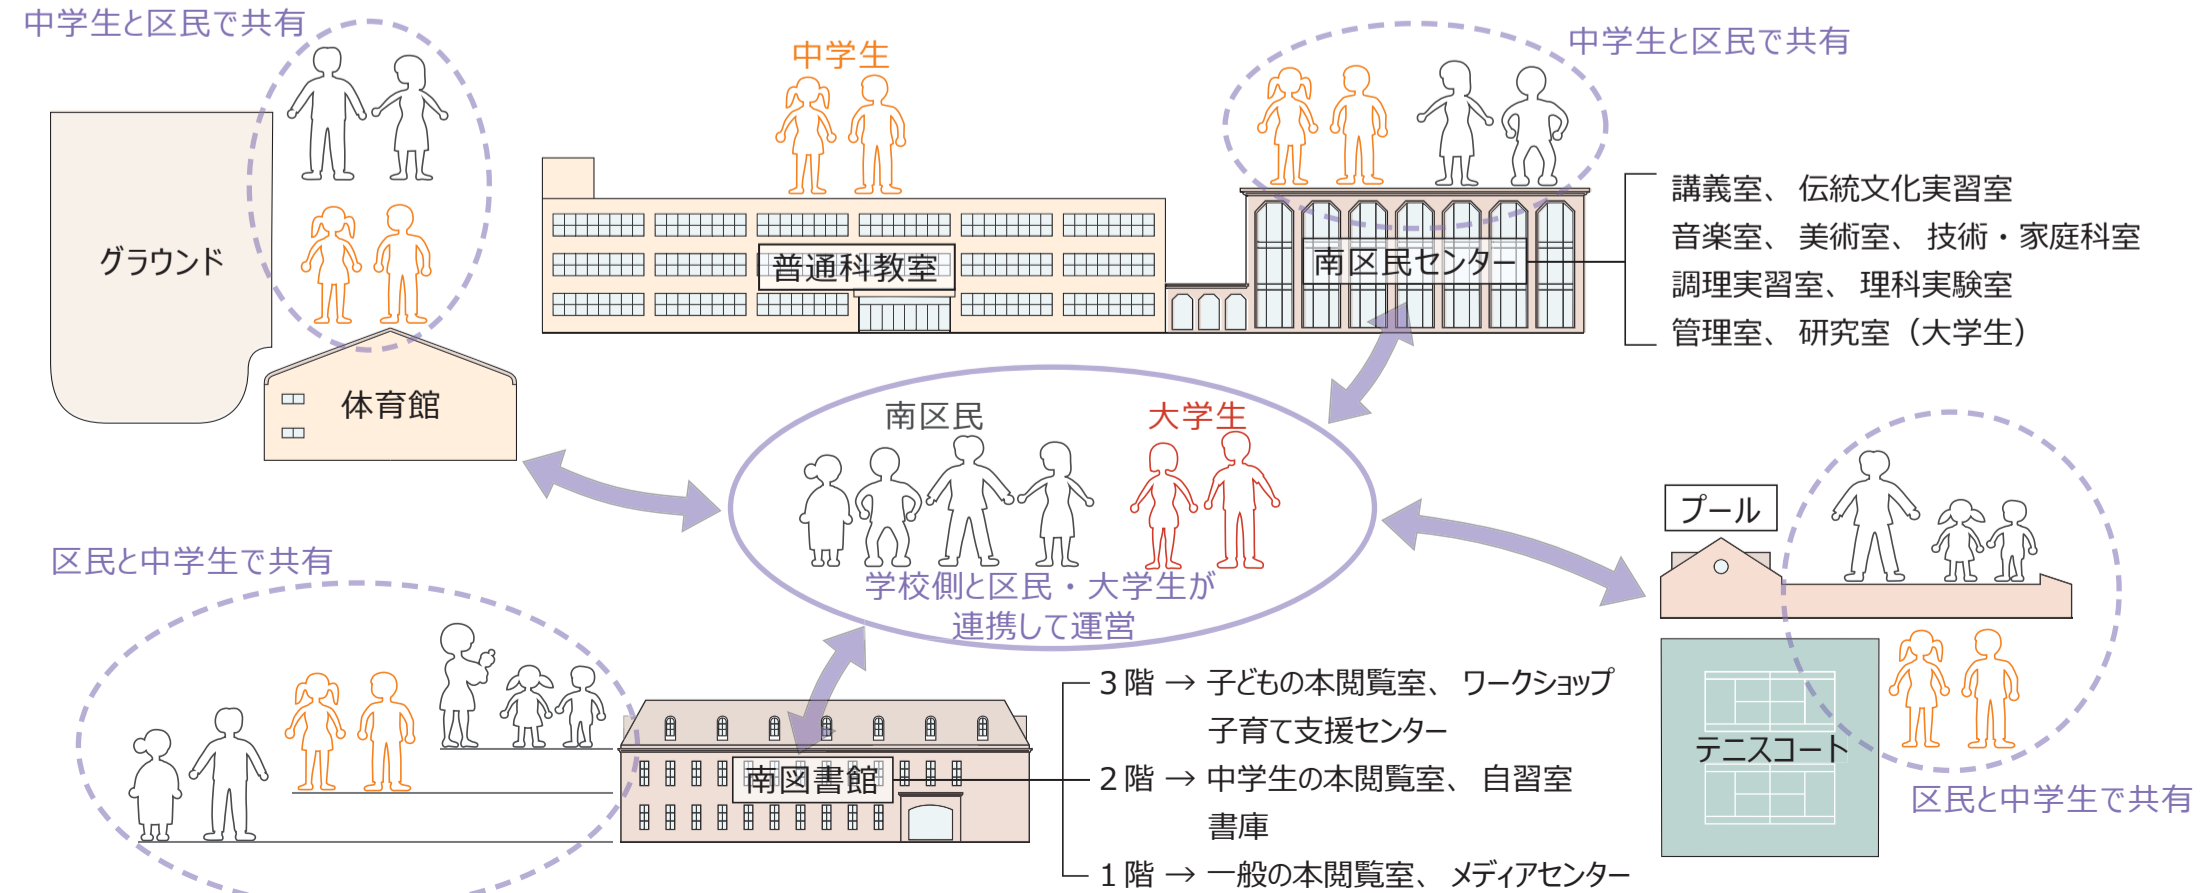 中学生と区民で共有
中学生
中学生と区民で共有
グラウンド
体育館
普通科教室
南区民センター
講義室、伝統文化実習室
音楽室、美術室、技術・家庭科室
調理実習室、理科実験室
管理室、研究室（大学生）
南区民
大学生
学校側と区民・大学生が
連携して運営
プール
テニスコート
区民と中学生で共有
区民と中学生で共有
南図書館
3階 → 子どもの本閲覧室、ワークショップ
子育て支援センター
2階 → 中学生の本閲覧室、自習室
書庫
1階 → 一般の本閲覧室、メディアセンター